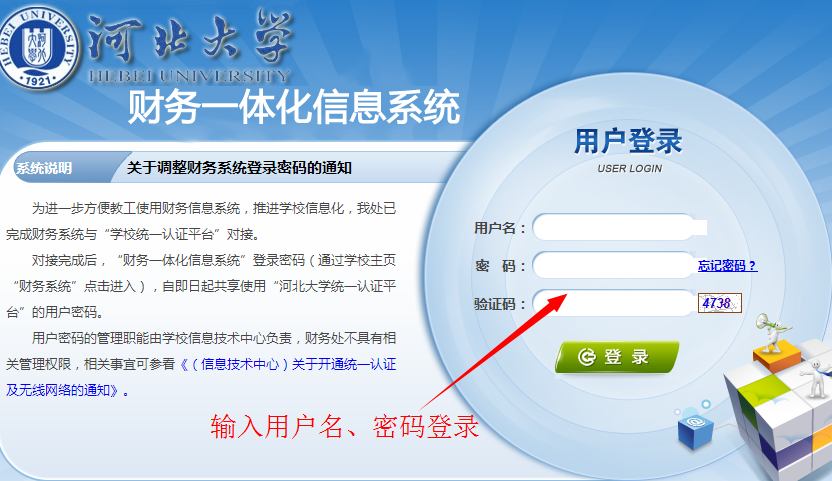 HEBEI UNIVERSITY
1921
河北大学
HEBEI UNIVERSITY
财务一体化信息系统
系统说明
关于调整财务系统登录密码的通知
为进一步方便教工使用财务信息系统，推进学校信息化，我处已
完成财务系统与“学校统一认证平台”对接。
对接完成后，“财务一体化信息系统”登录密码（通过学校主页
“财务系统”点击进入），自即日起共享使用“河北大学统一认证平
台”的用户密码。
用户密码的管理职能由学校信息技术中心负责，财务处不具有相
关管理权限，相关事宜可参看《（信息技术中心）关于开通统一认证
及无线网络的通知》。
用户登录
USER LOGIN
用户名：
密 码：
忘记密码？
验证码：
4738
登 录
输入用户名、密码登录